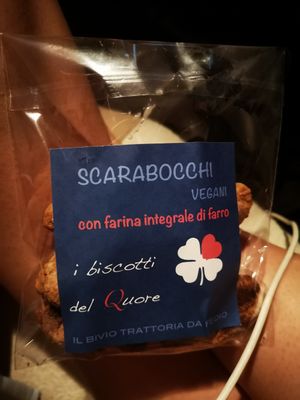 SCARABOCCHI
VEGANI
con farina integrale di farro
i biscotti
del Quore
IL BIVIO TRATTORIA DA